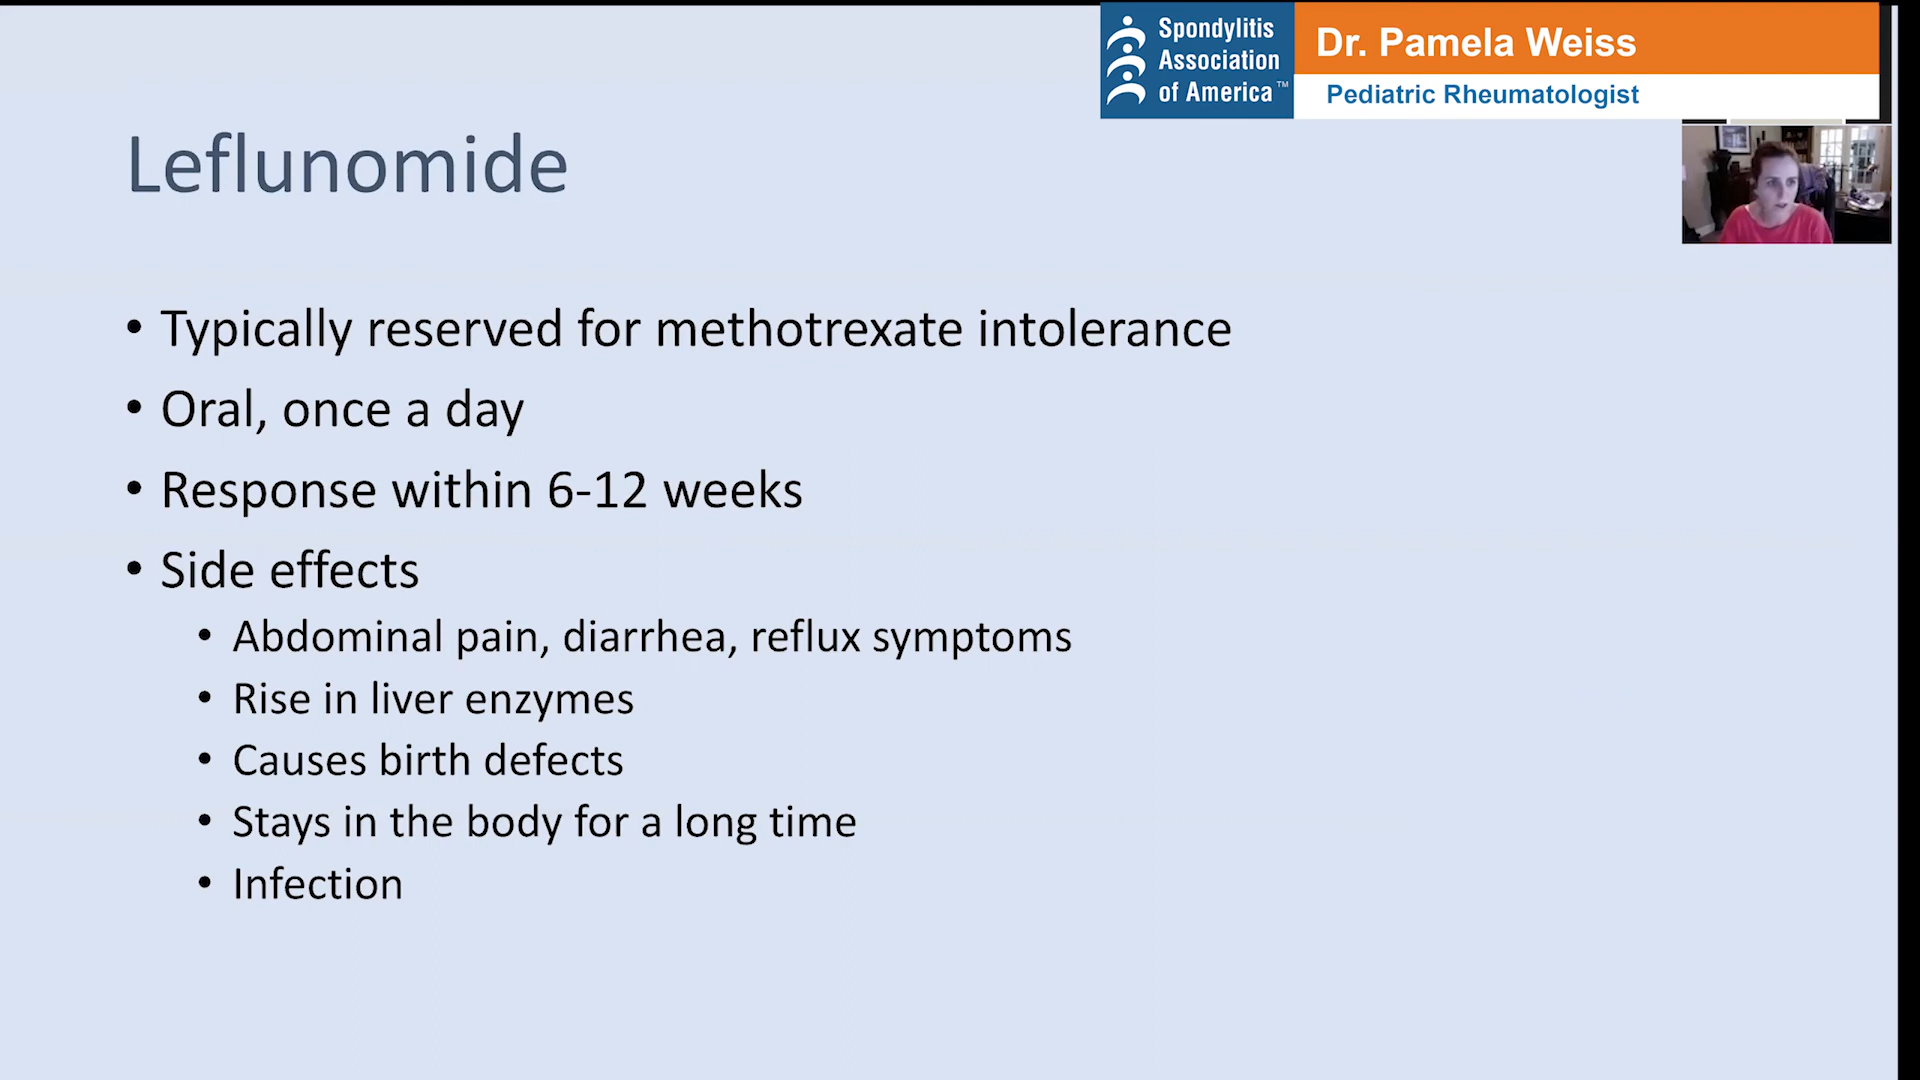 Spondylitis
Association
of America™
Dr. Pamela Weiss
Pediatric Rheumatologist
Leflunomide
• Typically reserved for methotrexate intolerance
• Oral, once a day
• Response within 6-12 weeks
• Side effects
• Abdominal pain, diarrhea, reflux symptoms
• Rise in liver enzymes
• Causes birth defects
• Stays in the body for a long time
• Infection